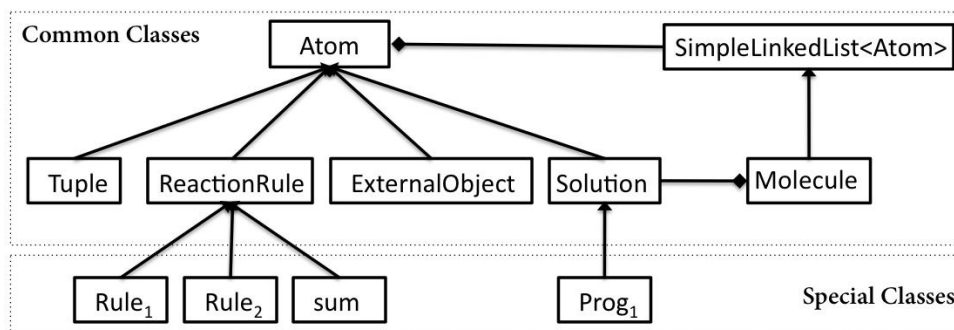 Common Classes
Atom
SimpleLinkedList<Atom>
Tuple
ReactionRule
ExternalObject
Solution
Molecule
Rule₁
Rule₂
sum
Prog₁
Special Classes